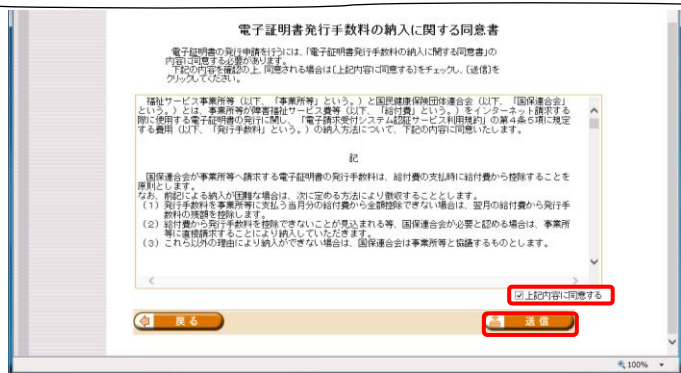 電子証明書発行手数料の納入に関する同意書
電子証明書の発行申請を行うには、「電子証明書発行手数料の納入に関する同意書」の
内容に同意する必要があります。
下記の内容を確認の上、同意される場合は[上記内容に同意する]をチェックし、[送信]を
クリックしてください。
福祉サービス事業所等（以下、「事業所等」という。）と国民健康保険団体連合会（以下、「国保連合会」
という。）とは、事業所等が障害福祉サービス費等（以下、「給付費」という。）をインターネット請求する
際に使用する電子証明書の発行に関し、「電子請求受付システム認証サービス利用規約」の第４条５項に規定
する費用（以下、「発行手数料」という。）の納入方法について、下記の内容に同意いたします。
記
国保連合会が事業所等へ請求する電子証明書の発行手数料は、給付費の支払時に給付費から控除することを
原則とします。
なお、前記による納入が困難な場合は、次に定める方法により徴収することとします。
（１）発行手数料を事業所等に支払う当月分の給付費から全額控除できない場合は、翌月の給付費から発行手
数料の残額を控除します。
（２）給付費から発行手数料を控除できないことが見込まれる等、国保連合会が必要と認める場合は、事業所
等に直接請求することにより納入していただきます。
（３）これら以外の理由により納入ができない場合は、国保連合会は事業所等と協議するものとします。
上記内容に同意する
戻る
送信
100%